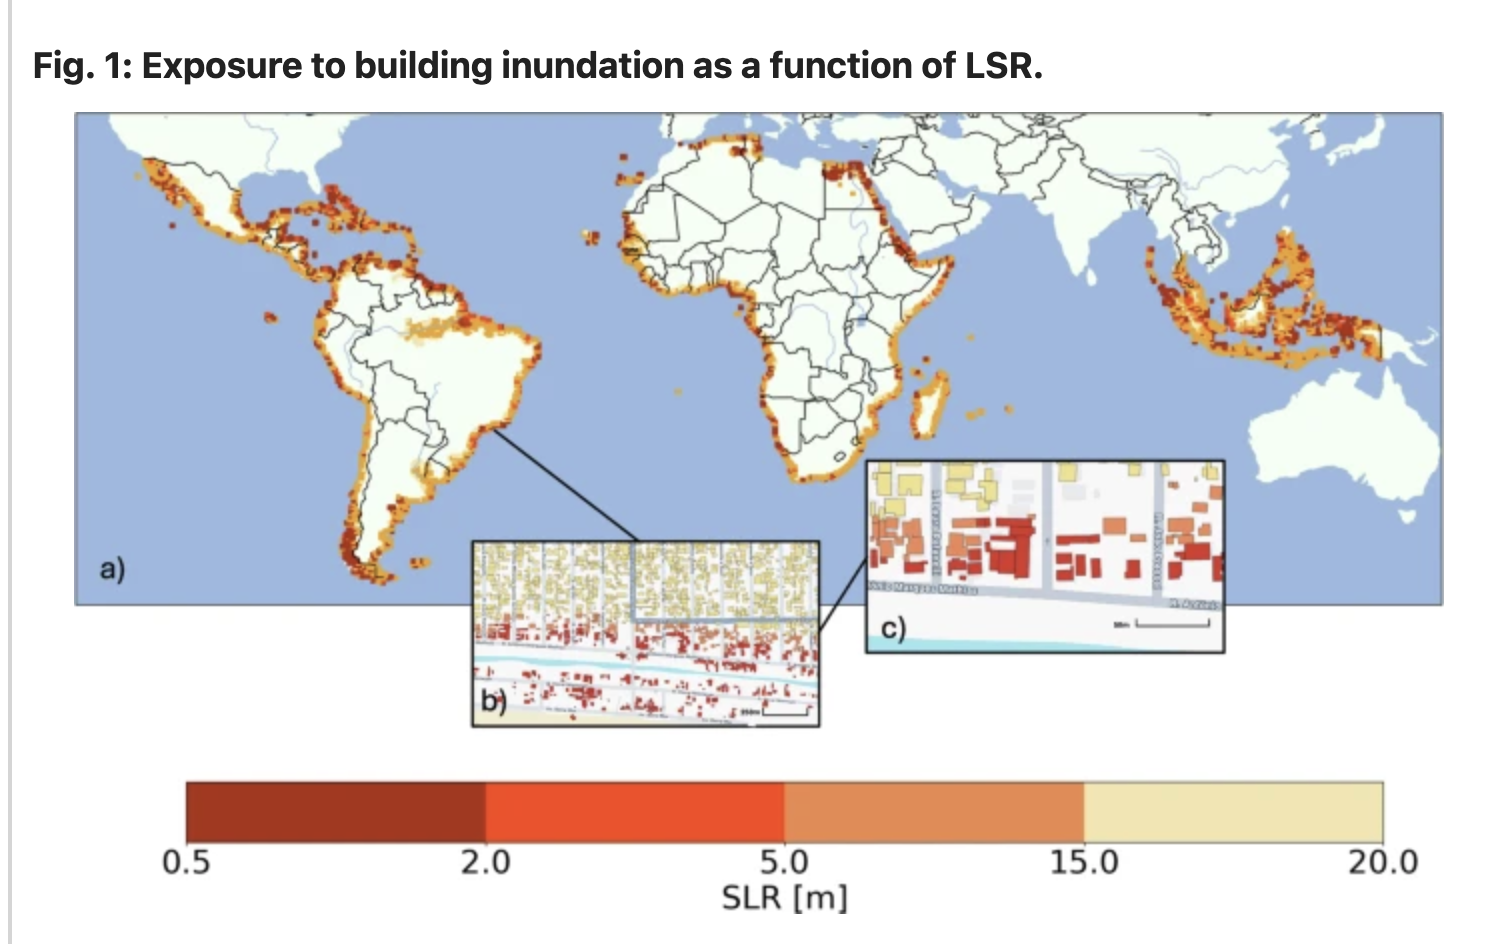 Fig. 1: Exposure to building inundation as a function of LSR.
a)
b)
c)
0.5 2.0 5.0 15.0 20.0
SLR [m]